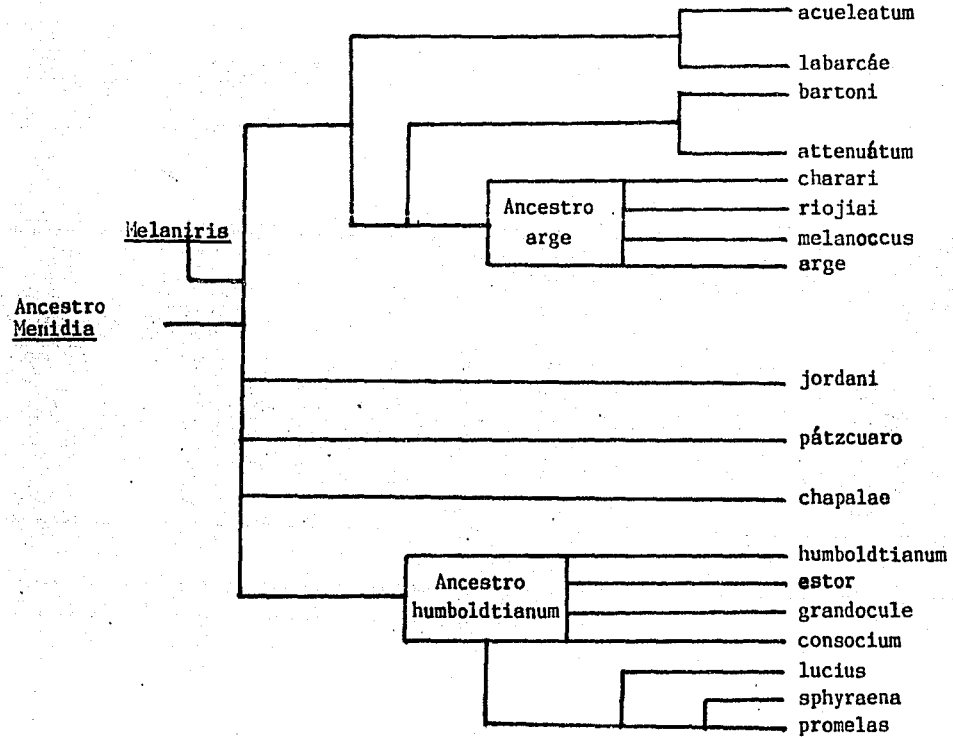 acueleatum
labarcáe
bartoni
attenuátum
charari
Ancestro
arge
riojiai
melanoccus
arge
Melaniris
Ancestro
Menidia
jordani
pátzcuaro
chapalae
humboldtianum
Ancestro
humboldtianum
estor
grandocule
consocium
lucius
sphyraena
promelas